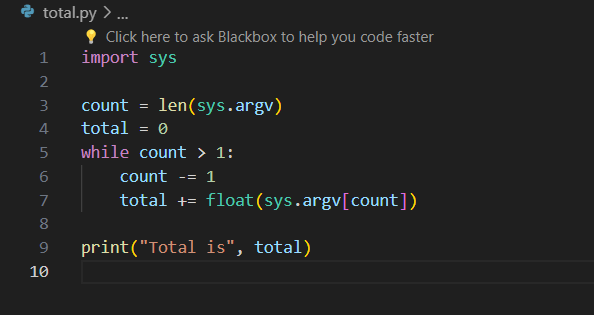 total.py > ...
Click here to ask Blackbox to help you code faster
1 import sys
2
3 count = len(sys.argv)
4 total = 0
5 while count > 1:
6     count -= 1
7     total += float(sys.argv[count])
8
9 print("Total is", total)
10